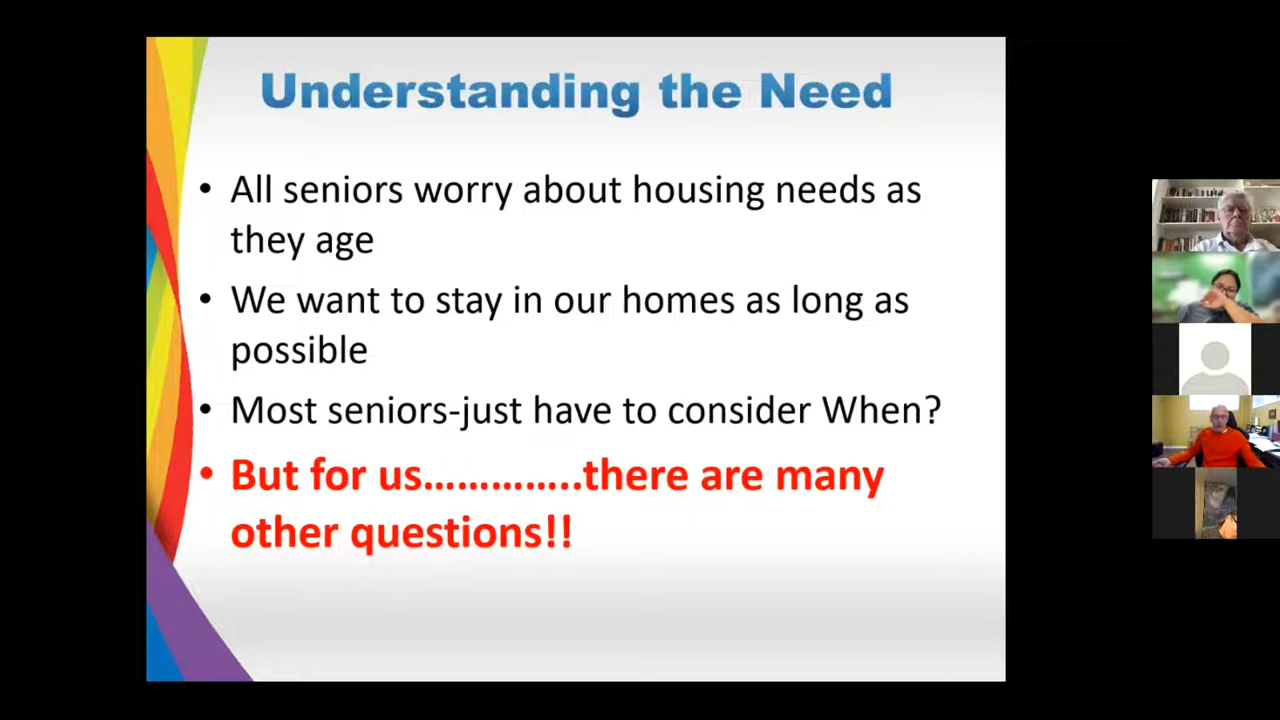 Understanding the Need
• All seniors worry about housing needs as
they age
• We want to stay in our homes as long as
possible
• Most seniors-just have to consider When?
• But for us…………..there are many
other questions!!